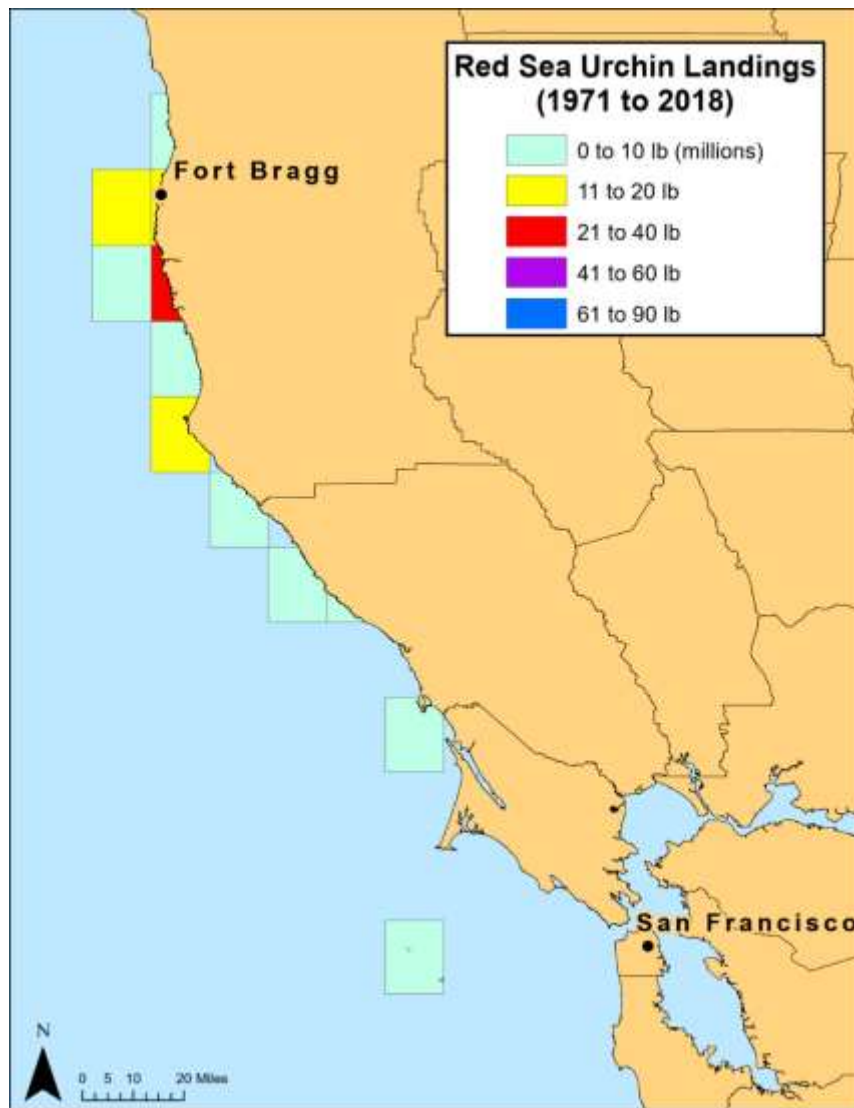 Red Sea Urchin Landings
(1971 to 2018)
0 to 10 lb (millions)
11 to 20 lb
21 to 40 lb
41 to 60 lb
61 to 90 lb
Fort Bragg
San Francisco
N
0 5 10 20 Miles